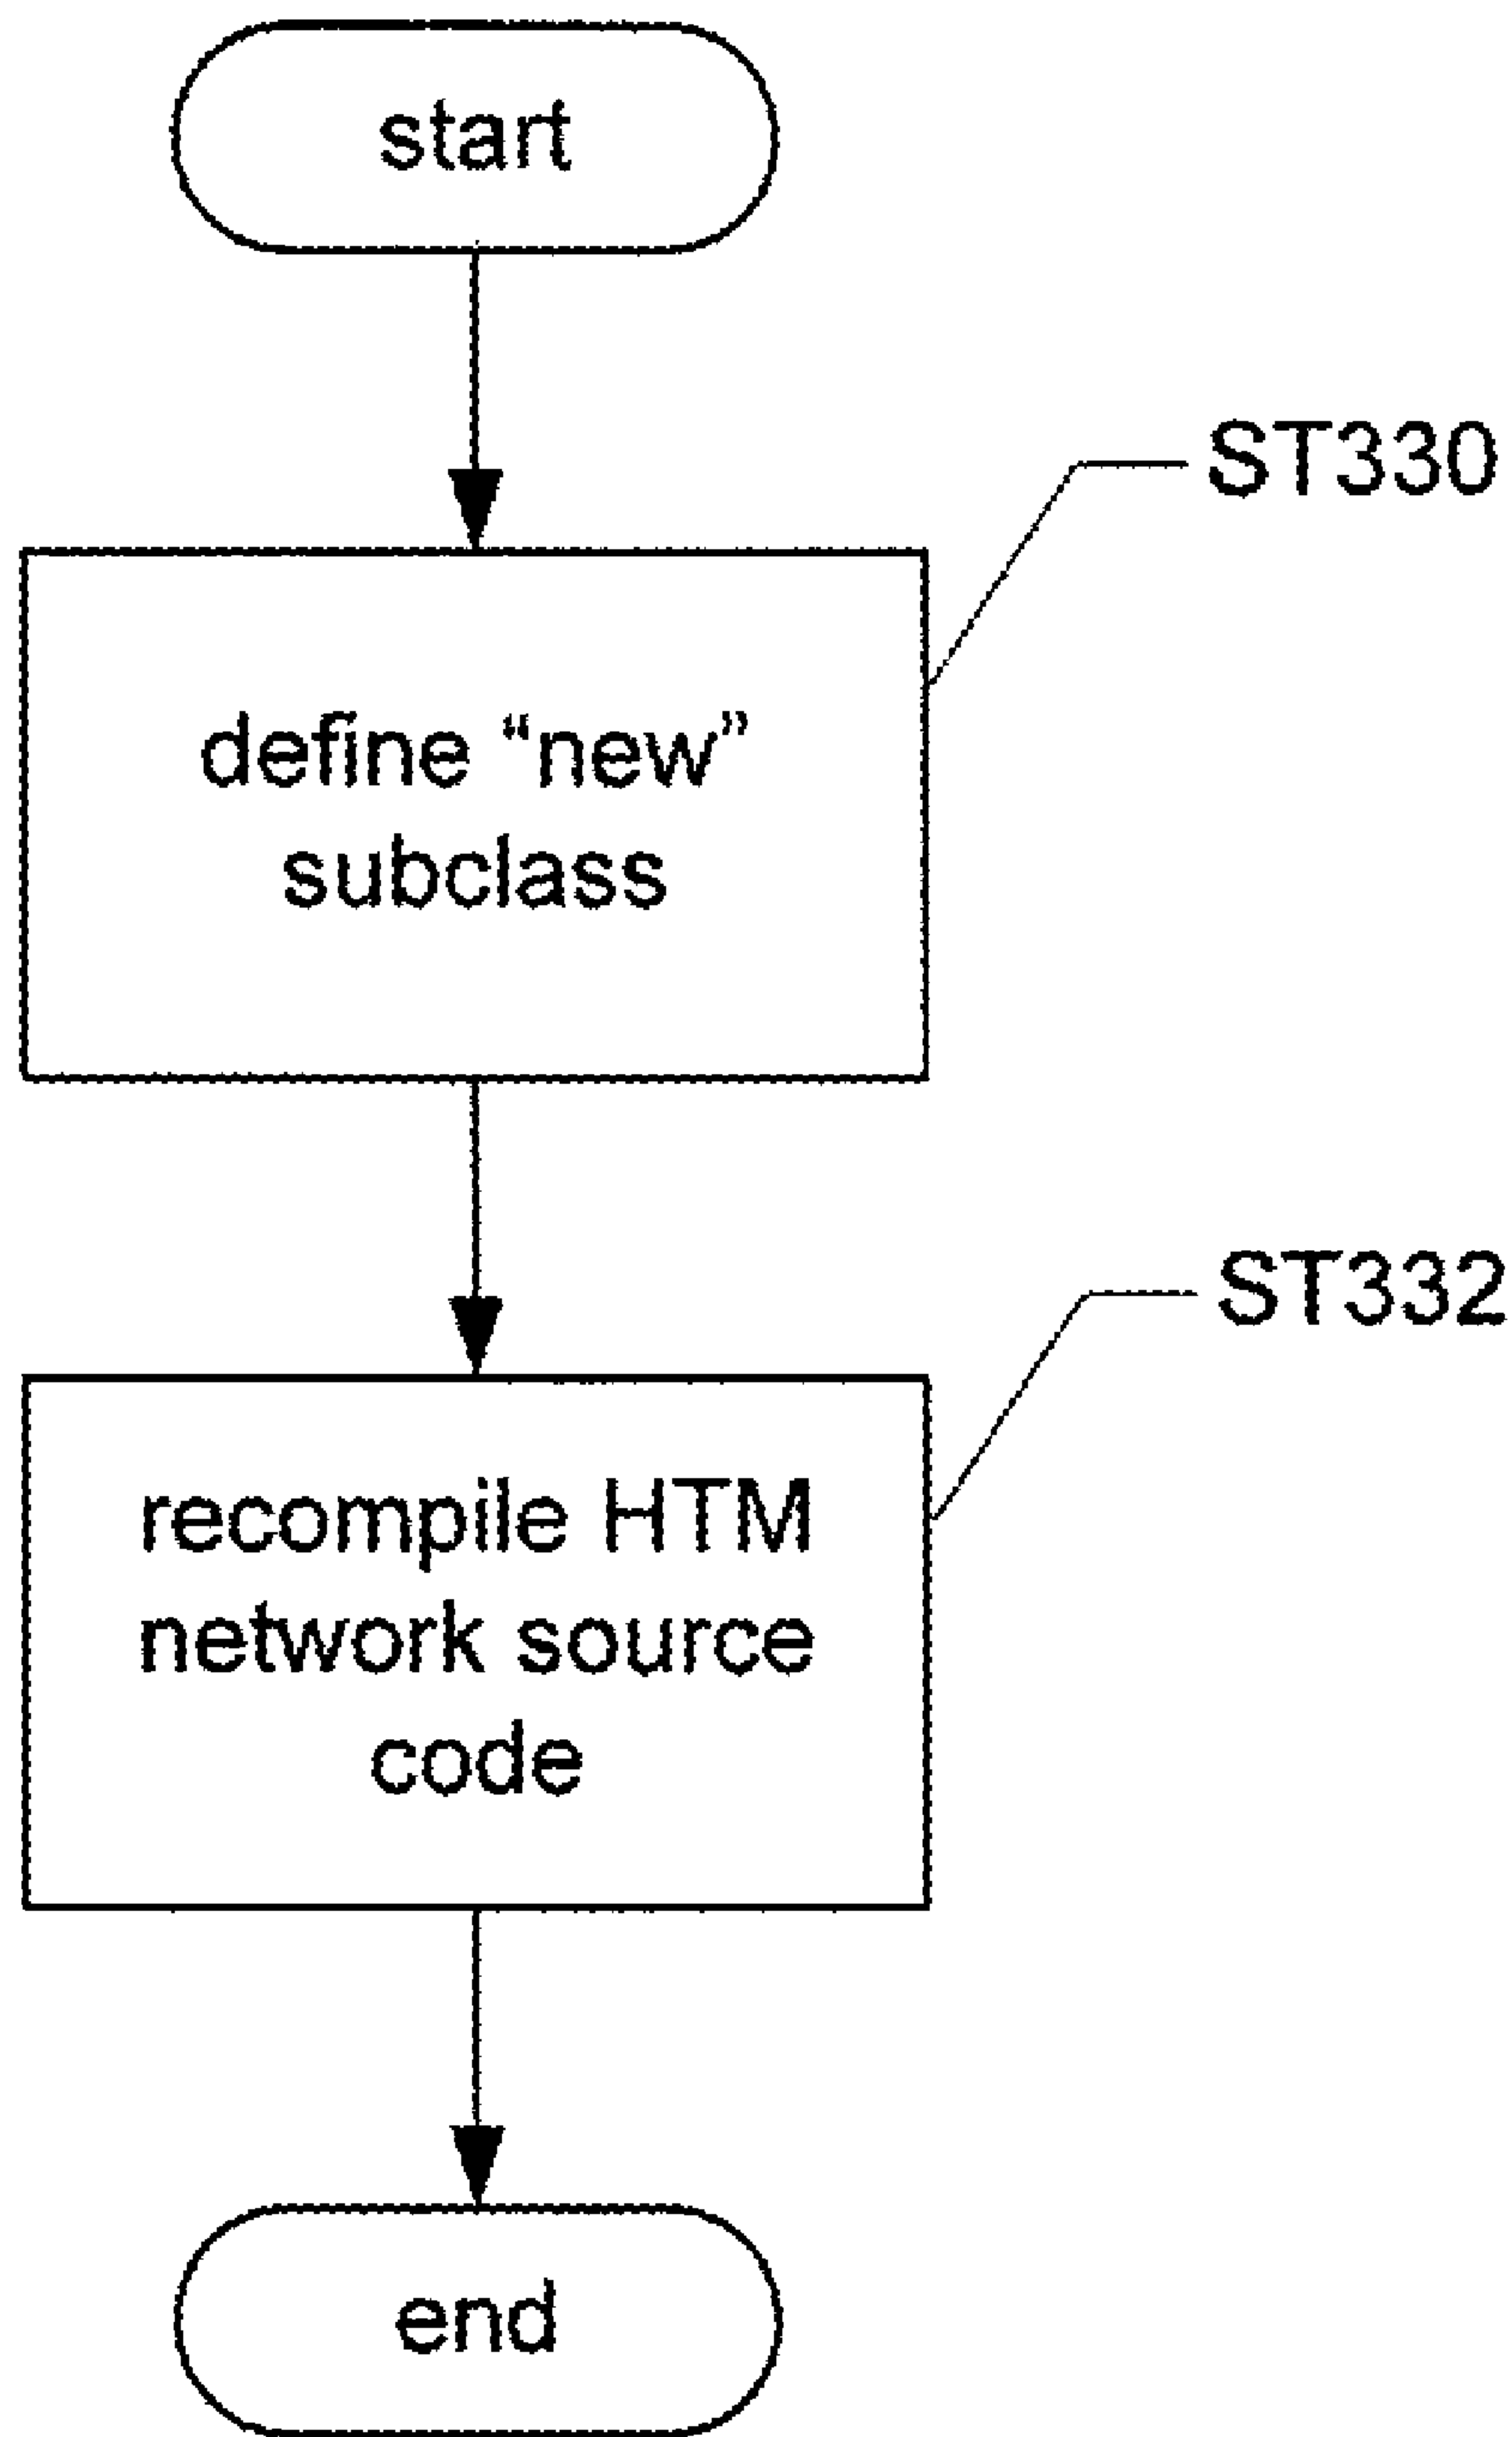 start
ST330
define “new”
subclass
ST332
recompile HTM
network source
code
end